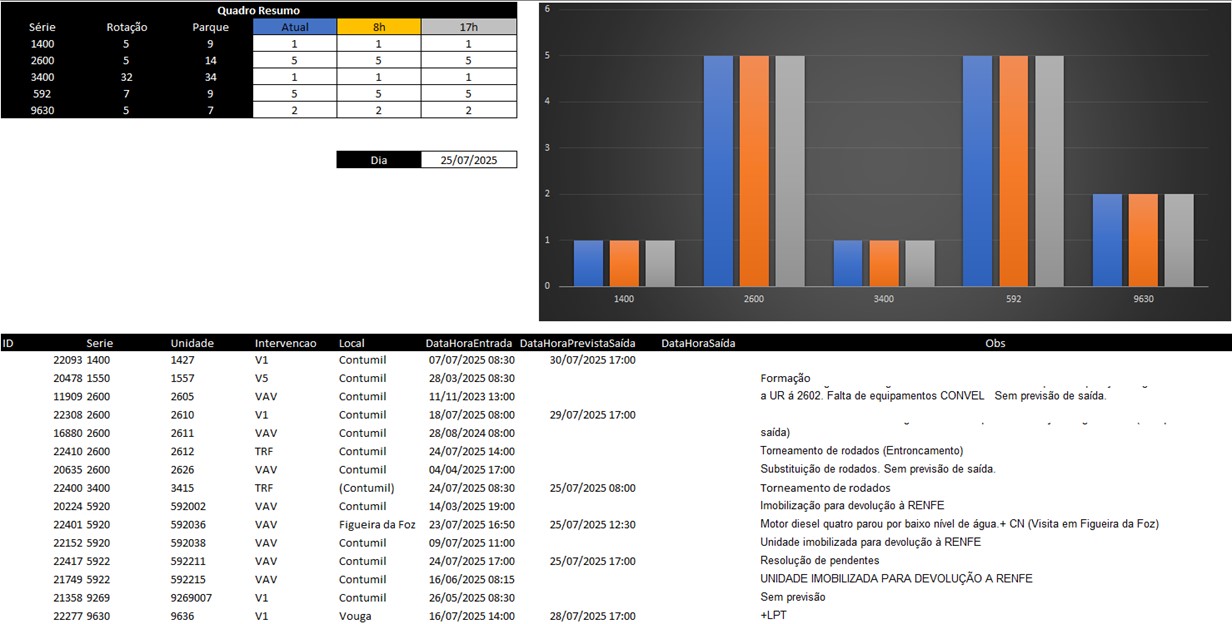 Quadro Resumo
Série Rotação Parque Atual 8h 17h
1400 5 9 1 1 1
2600 5 14 5 5 5
3400 32 34 1 1 1
592 7 9 5 5 5
9630 5 7 2 2 2
Dia 25/07/2025
6
5
4
3
2
1
0
1400 2600 3400 592 9630
ID Serie Unidade Intervencao Local DataHoraEntrada DataHoraPrevistaSaída DataHoraSaída Obs
22093 1400 1427 V1 Contumil 07/07/2025 08:30 30/07/2025 17:00
20478 1550 1557 V5 Contumil 28/03/2025 08:30 Formação
11909 2600 2605 VAV Contumil 11/11/2023 13:00 a UR á 2602. Falta de equipamentos CONVEL Sem previsão de saída.
22308 2600 2610 V1 Contumil 18/07/2025 08:00 29/07/2025 17:00
16880 2600 2611 VAV Contumil 28/08/2024 08:00 saída)
22410 2600 2612 TRF Contumil 24/07/2025 14:00 Torneamento de rodados (Entroncamento)
20635 2600 2626 VAV Contumil 04/04/2025 17:00 Substituição de rodados. Sem previsão de saída.
22400 3400 3415 TRF (Contumil) 24/07/2025 08:30 25/07/2025 08:00 Torneamento de rodados
20224 5920 592002 VAV Contumil 14/03/2025 19:00 Imobilização para devolução à RENFE
22401 5920 592036 VAV Figueira da Foz 23/07/2025 16:50 25/07/2025 12:30 Motor diesel quatro parou por baixo nível de água.+ CN (Visita em Figueira da Foz)
22152 5920 592038 VAV Contumil 09/07/2025 11:00 Unidade imobilizada para devolução à RENFE
22417 5922 592211 VAV Contumil 24/07/2025 17:00 25/07/2025 17:00 Resolução de pendentes
21749 5922 592215 VAV Contumil 16/06/2025 08:15 UNIDADE IMOBILIZADA PARA DEVOLUÇÃO A RENFE
21358 9269 9269007 V1 Contumil 26/05/2025 08:30 Sem previsão
22277 9630 9636 V1 Vouga 16/07/2025 14:00 28/07/2025 17:00 +LPT